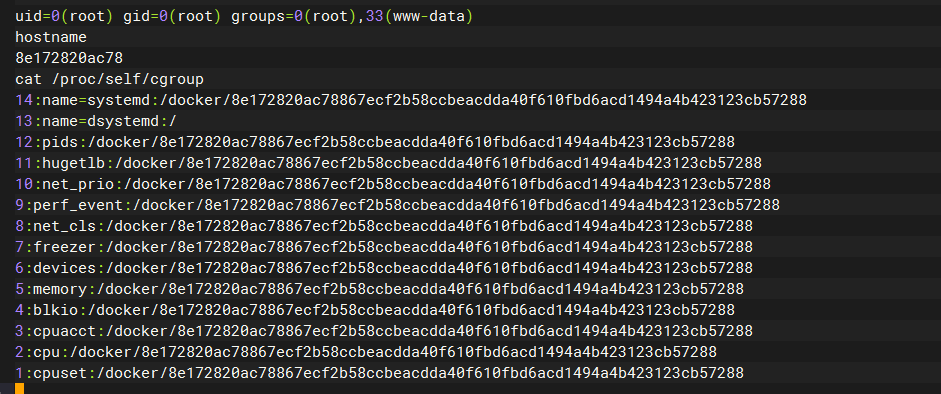 uid=0(root) gid=0(root) groups=0(root),33(www-data)
hostname
8e172820ac78
cat /proc/self/cgroup
14:name=systemd:/docker/8e172820ac78867ecf2b58ccbeacdda40f610fbd6acd1494a4b423123cb57288
13:name=dsystemd:/
12:pids:/docker/8e172820ac78867ecf2b58ccbeacdda40f610fbd6acd1494a4b423123cb57288
11:hugetlb:/docker/8e172820ac78867ecf2b58ccbeacdda40f610fbd6acd1494a4b423123cb57288
10:net_prio:/docker/8e172820ac78867ecf2b58ccbeacdda40f610fbd6acd1494a4b423123cb57288
9:perf_event:/docker/8e172820ac78867ecf2b58ccbeacdda40f610fbd6acd1494a4b423123cb57288
8:net_cls:/docker/8e172820ac78867ecf2b58ccbeacdda40f610fbd6acd1494a4b423123cb57288
7:freezer:/docker/8e172820ac78867ecf2b58ccbeacdda40f610fbd6acd1494a4b423123cb57288
6:devices:/docker/8e172820ac78867ecf2b58ccbeacdda40f610fbd6acd1494a4b423123cb57288
5:memory:/docker/8e172820ac78867ecf2b58ccbeacdda40f610fbd6acd1494a4b423123cb57288
4:blkio:/docker/8e172820ac78867ecf2b58ccbeacdda40f610fbd6acd1494a4b423123cb57288
3:cpuacct:/docker/8e172820ac78867ecf2b58ccbeacdda40f610fbd6acd1494a4b423123cb57288
2:cpu:/docker/8e172820ac78867ecf2b58ccbeacdda40f610fbd6acd1494a4b423123cb57288
1:cpuset:/docker/8e172820ac78867ecf2b58ccbeacdda40f610fbd6acd1494a4b423123cb57288